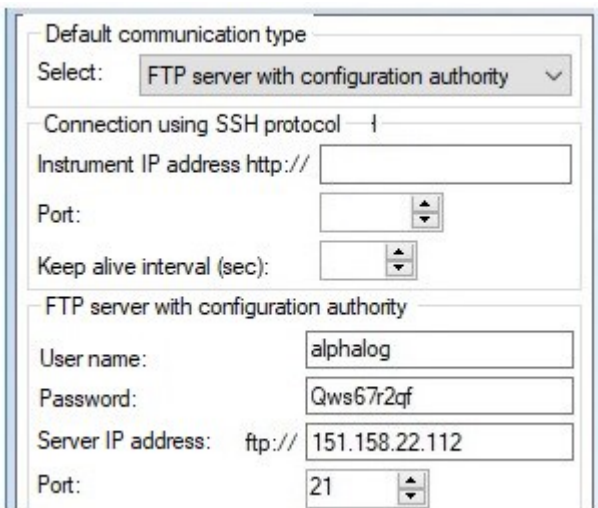 Default communication type
Select: FTP server with configuration authority
Connection using SSH protocol
Instrument IP address http://
Port:
Keep alive interval (sec):
FTP server with configuration authority
User name: alphalog
Password: Qws67r2qf
Server IP address: ftp:// 151.158.22.112
Port: 21